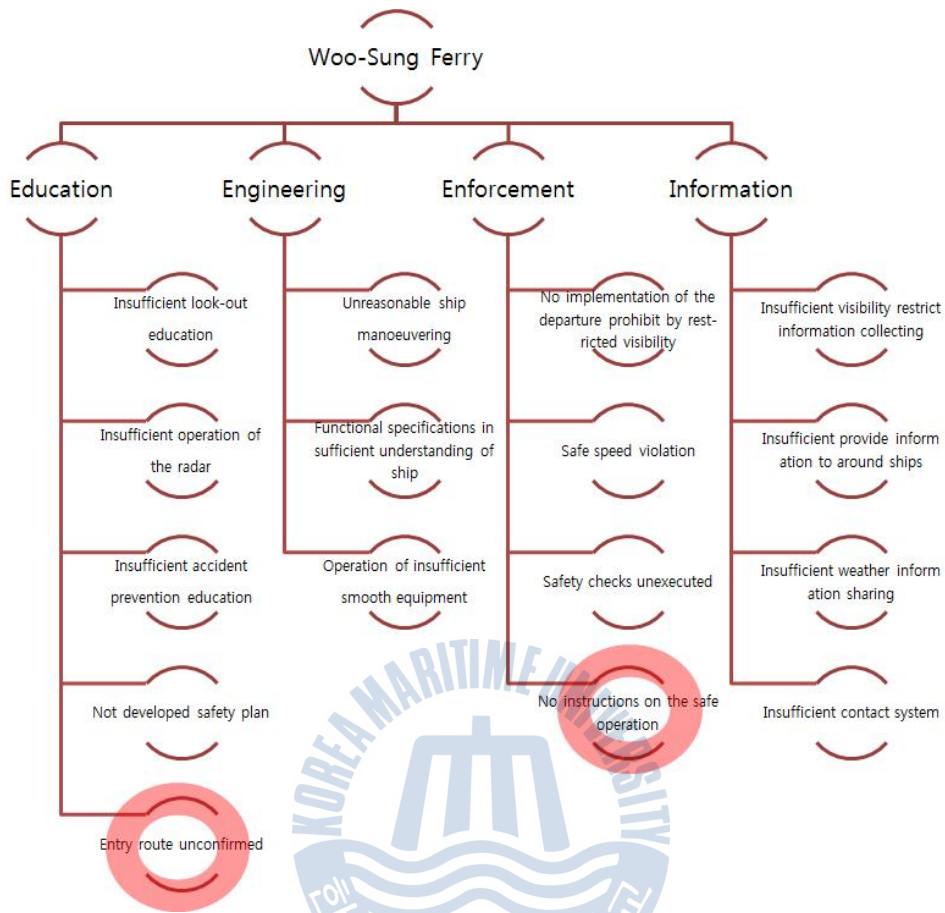 Woo-Sung Ferry
Education
Engineering
Enforcement
Information
Insufficient look-out
education
Insufficient operation of
the radar
Insufficient accident
prevention education
Not developed safety plan
Entry route unconfirmed
Unreasonable ship
manoeuvering
Functional specifications in
sufficient understanding of
ship
Operation of insufficient
smooth equipment
No implementation of the
departure prohibit by rest-
ricted visibility
Safe speed violation
Safety checks unexecuted
No instructions on the safe
operation
Insufficient visibility restrict
information collecting
Insufficient provide inform
ation to around ships
Insufficient weather inform
ation sharing
Insufficient contact system
KOREA MARITIME UNIVERSITY